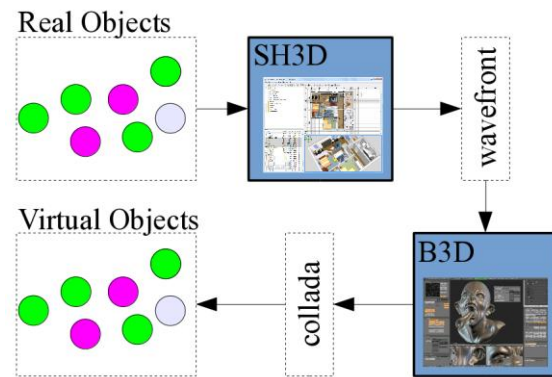 Real Objects
SH3D
wavefront
Virtual Objects
collada
B3D